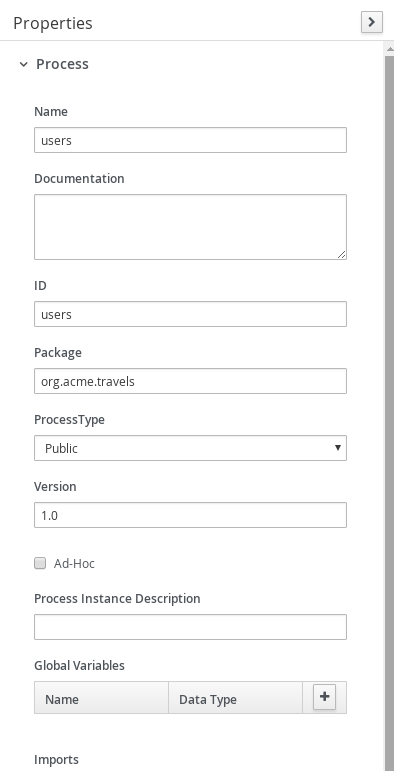 Properties
Process
Name
users
Documentation
ID
users
Package
org.acme.travels
ProcessType
Public
Version
1.0
Ad-Hoc
Process Instance Description
Global Variables
Name Data Type
Imports